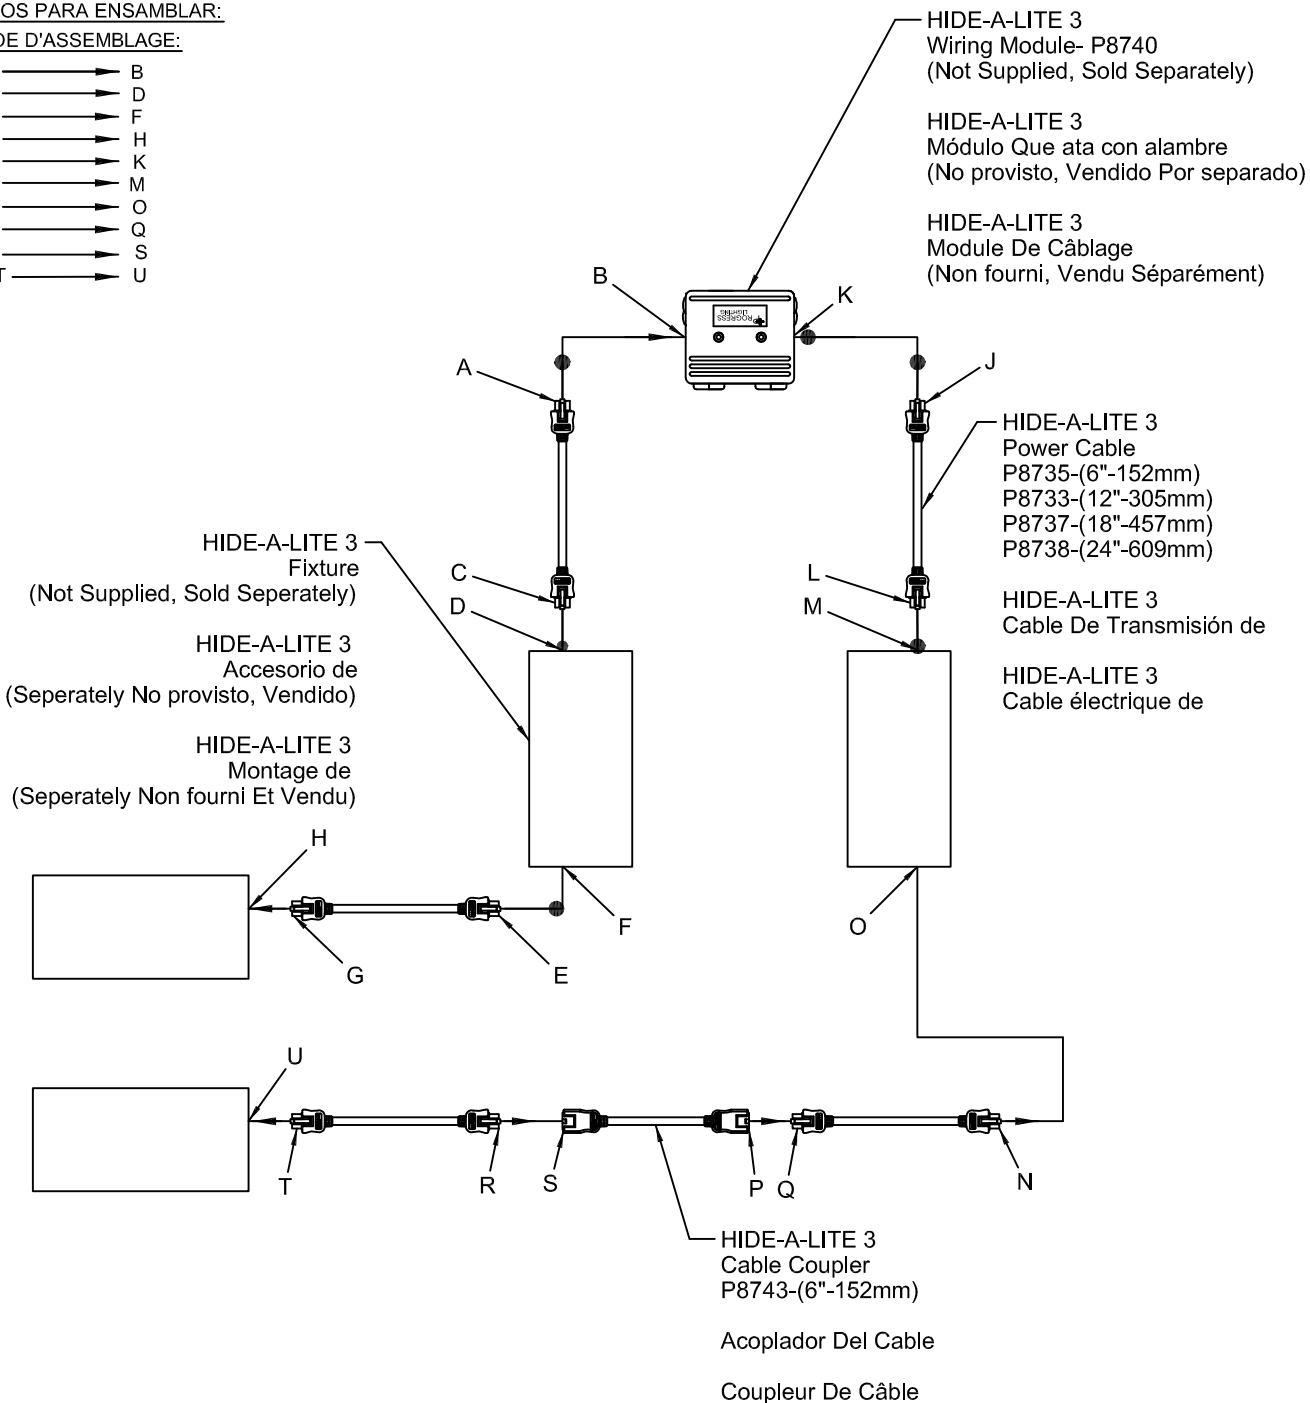 OS PARA ENSAMBLAR:
DE D'ASSEMBLAGE:
B
D
F
H
K
M
O
Q
S
T U
HIDE-A-LITE 3
Wiring Module- P8740
(Not Supplied, Sold Separately)
HIDE-A-LITE 3
Módulo Que ata con alambre
(No provisto, Vendido Por separado)
HIDE-A-LITE 3
Module De Câblage
(Non fourni, Vendu Séparément)
B
K
PROGRESS
LIGHTING
A
J
HIDE-A-LITE 3
Power Cable
P8735-(6"-152mm)
P8733-(12"-305mm)
P8737-(18"-457mm)
P8738-(24"-609mm)
HIDE-A-LITE 3
Cable De Transmisión de
HIDE-A-LITE 3
Cable électrique de
HIDE-A-LITE 3
Fixture
(Not Supplied, Sold Seperately)
HIDE-A-LITE 3
Accesorio de
(Seperately No provisto, Vendido)
HIDE-A-LITE 3
Montage de
(Seperately Non fourni Et Vendu)
C
D
L
M
H
F
O
G
E
U
T
R
S
P
Q
N
HIDE-A-LITE 3
Cable Coupler
P8743-(6"-152mm)
Acoplador Del Cable
Coupleur De Câble